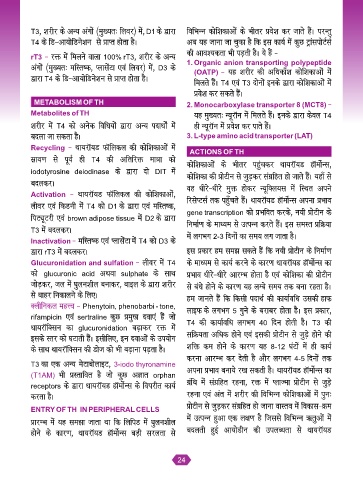 T3, शरीर के अन्य अंगों (मुख्यतः लिवर) में, D1 के द्वारा
T4 के डि-आयोडिनेशन से प्राप्त होता है।
rT3 - रक्त में मिलने वाला 100% rT3, शरीर के अन्य
अंगों (मुख्यतः मस्तिष्क, प्लासेंटा एवं लिवर) में, D3 के
द्वारा T4 के डि-आयोडिनेशन से प्राप्त होता है।
METABOLISM OF TH
Metabolites of TH
शरीर में T4 को अनेक विधियों द्वारा अन्य पदार्थों में
बदला जा सकता है।
Recycling - थायरॉयड फॉलिकल की कोशिकाओं में
स्रावण से पूर्व ही T4 की अतिरिक्त मात्रा को
iodotyrosine deiodinase के द्वारा दो DIT में
बदलकर।
Activation - थायरॉयड फॉलिकल की कोशिकाओं,
लीवर एवं किडनी में T4 को D1 के द्वारा एवं मस्तिष्क,
पिट्यूटरी एवं brown adipose tissue में D2 के द्वारा
T3 में बदलकर।
Inactivation - मस्तिष्क एवं प्लासेंटा में T4 को D3 के
द्वारा rT3 में बदलकर।
Glucuronidation and sulfation - लीवर में T4
को glucuronic acid अथवा sulphate के साथ
जोड़कर, जल में घुलनशील बनाकर, बाइल के द्वारा शरीर
से बाहर निकालने के लिए।
क्लीनिकल महत्त्व - Phenytoin, phenobarbi - tone,
rifampicin एवं sertraline कुछ प्रमुख दवाएं हैं जो
थायरॉक्सिन का glucuronidation बढ़ाकर रक्त में
इसके स्तर को घटाती हैं। इसीलिए, इन दवाओं के उपयोग
के साथ थायरॉक्सिन की डोज को भी बढ़ाना पड़ता है।
T3 का एक अन्य मेटाबोलाइट, 3-iodo thyronamine
(T1AM) भी प्रस्तावित है जो कुछ अज्ञात orphan
receptors के द्वारा थायरॉयड हॉर्मोन्स के विपरीत कार्य
करता है।
ENTRY OF TH IN PERIPHERAL CELLS
प्रारम्भ में यह समझा जाता था कि लिपिड में घुलनशील
होने के कारण, थायरॉयड हॉर्मोन्स बड़ी सरलता से
विभिन्न कोशिकाओं के भीतर प्रवेश कर जाते हैं। परन्तु
अब यह जाना जा चुका है कि इस कार्य में कुछ ट्रांसपोर्टर्स
की आवश्यकता भी पड़ती है। ये हैं -
1. Organic anion transporting polypeptide
(OATP) - यह शरीर की अधिकांश कोशिकाओं में
मिलते हैं। T4 एवं T3 दोनों इनके द्वारा कोशिकाओं में
प्रवेश कर सकते हैं।
2. Monocarboxylase transporter 8 (MCT8) -
यह मुख्यतः न्यूरॉन में मिलते हैं। इनके द्वारा केवल T4
ही न्यूरॉन में प्रवेश कर पाते हैं।
3. L-type amino acid transporter (LAT)
ACTIONS OF TH
कोशिकाओं के भीतर पहुंचकर थायरॉयड हॉर्मोन्स,
कोशिका की प्रोटीन से जुड़कर संग्रहित हो जाते हैं। यहाँ से
वह धीरे-धीरे मुक्त होकर न्यूक्लियस में स्थित अपने
रिसेप्टर्स तक पहुँचते हैं। थायरॉयड हॉर्मोन्स अपना प्रभाव
gene transcription को प्रभवित करके, नयी प्रोटीन के
निर्माण के माध्यम से उत्पन्न करते हैं। इस समस्त प्रक्रिया
में लगभग 2-3 दिनों का समय लग जाता है।
इस प्रकार हम समझ सकते हैं कि नयी प्रोटीन के निर्माण
के माध्यम से कार्य करने के कारण थायरॉयड हॉर्मोन्स का
प्रभाव धीरे-धीरे आरम्भ होता है एवं कोशिका की प्रोटीन
से बंधे होने के कारण यह लम्बे समय तक बना रहता है।
हम जानते हैं कि किसी पदार्थ की कार्यावधि उसकी हाफ
लाइफ के लगभग 5 गुने के बराबर होता है। इस प्रकार,
T4 की कार्यावधि लगभग 40 दिन होती है। T3 की
सक्रियता अधिक होने एवं इसकी प्रोटीन से जुड़े होने की
शक्ति कम होने के कारण यह 8-12 घंटों में ही कार्य
करना आरम्भ कर देती है और लगभग 4-5 दिनों तक
अपना प्रभाव बनाये रख सकती है। थायरॉयड हॉर्मोन्स का
ग्रंथि में संग्रहित रहना, रक्त में प्लाज्मा प्रोटीन से जुड़े
रहना एवं अंत में शरीर की विभिन्न कोशिकाओं में पुनः
प्रोटीन से जुड़कर संग्रहित हो जाना वास्तव में विकास-क्रम
में उत्पन्न हुआ एक लक्षण है जिससे विभिन्न ऋतुओं में
बदलती हुई आयोडीन की उपलब्धता से थायरॉयड
24